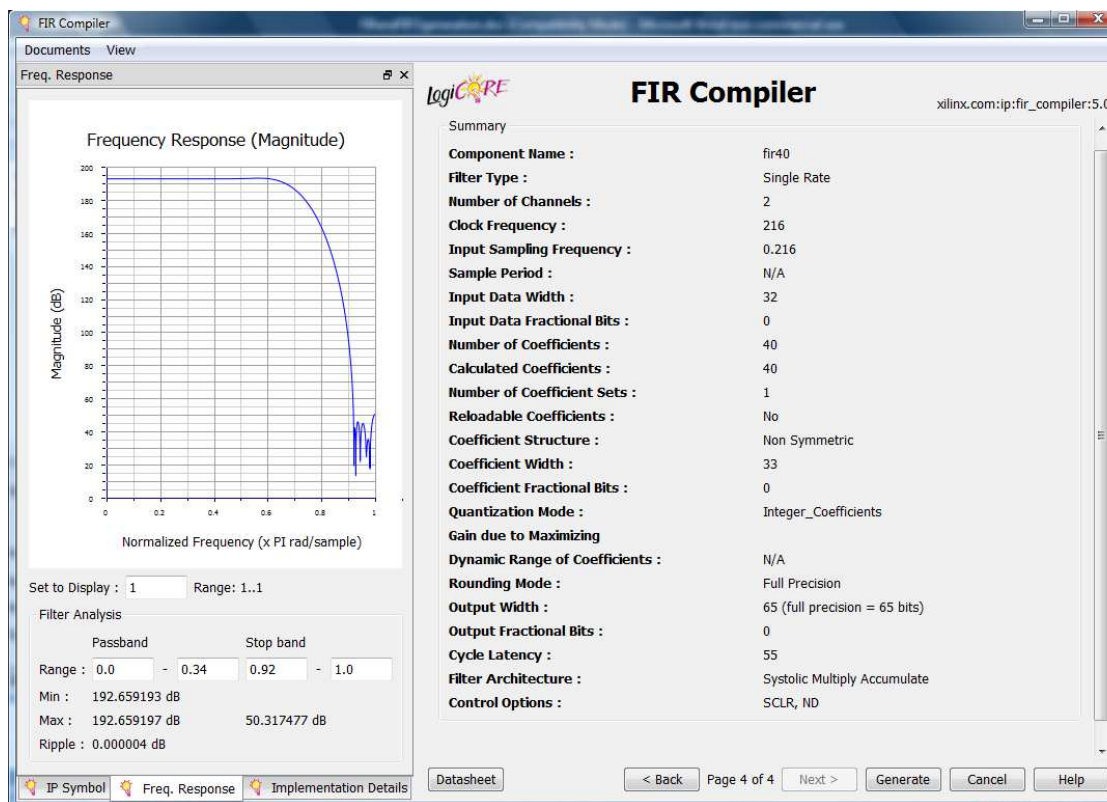 FIR Compiler
Documents View
Freq. Response
Frequency Response (Magnitude)
Magnitude (dB)
200
180
160
140
120
100
80
60
40
20
0
0 0.2 0.4 0.6 0.8 1
Normalized Frequency (x PI rad/sample)
Set to Display : 1 Range: 1..1
Filter Analysis
Passband Stop band
Range : 0.0 - 0.34 0.92 - 1.0
Min : 192.659193 dB
Max : 192.659197 dB 50.317477 dB
Ripple : 0.000004 dB
IP Symbol Freq. Response Implementation Details
LogiCORE
FIR Compiler
xilinx.com:ip:fir_compiler:5.0
Summary
Component Name : fir40
Filter Type : Single Rate
Number of Channels : 2
Clock Frequency : 216
Input Sampling Frequency : 0.216
Sample Period : N/A
Input Data Width : 32
Input Data Fractional Bits : 0
Number of Coefficients : 40
Calculated Coefficients : 40
Number of Coefficient Sets : 1
Reloadable Coefficients : No
Coefficient Structure : Non Symmetric
Coefficient Width : 33
Coefficient Fractional Bits : 0
Quantization Mode : Integer_Coefficients
Gain due to Maximizing
Dynamic Range of Coefficients : N/A
Rounding Mode : Full Precision
Output Width : 65 (full precision = 65 bits)
Output Fractional Bits : 0
Cycle Latency : 55
Filter Architecture : Systolic Multiply Accumulate
Control Options : SCLR, ND
Datasheet < Back Page 4 of 4 Next > Generate Cancel Help